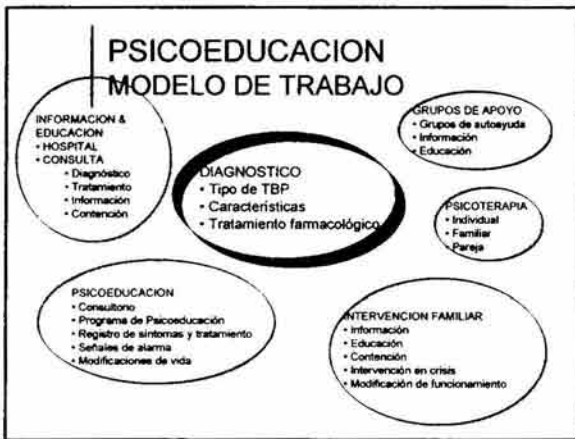 PSICOEDUCACION
MODELO DE TRABAJO
INFORMACION &
EDUCACION
• HOSPITAL
• CONSULTA
• Diagnóstico
• Tratamiento
• Información
• Contención
DIAGNOSTICO
• Tipo de TBP
• Características
• Tratamiento farmacológico
GRUPOS DE APOYO
• Grupos de autoayuda
• Información
• Educación
PSICOTERAPIA
• Individual
• Familiar
• Pareja
PSICOEDUCACION
• Consultorio
• Programa de Psicoeducación
• Registro de síntomas y tratamiento
• Señales de alarma
• Modificaciones de vida
INTERVENCION FAMILIAR
• Información
• Educación
• Contención
• Intervención en crisis
• Modificación de funcionamiento